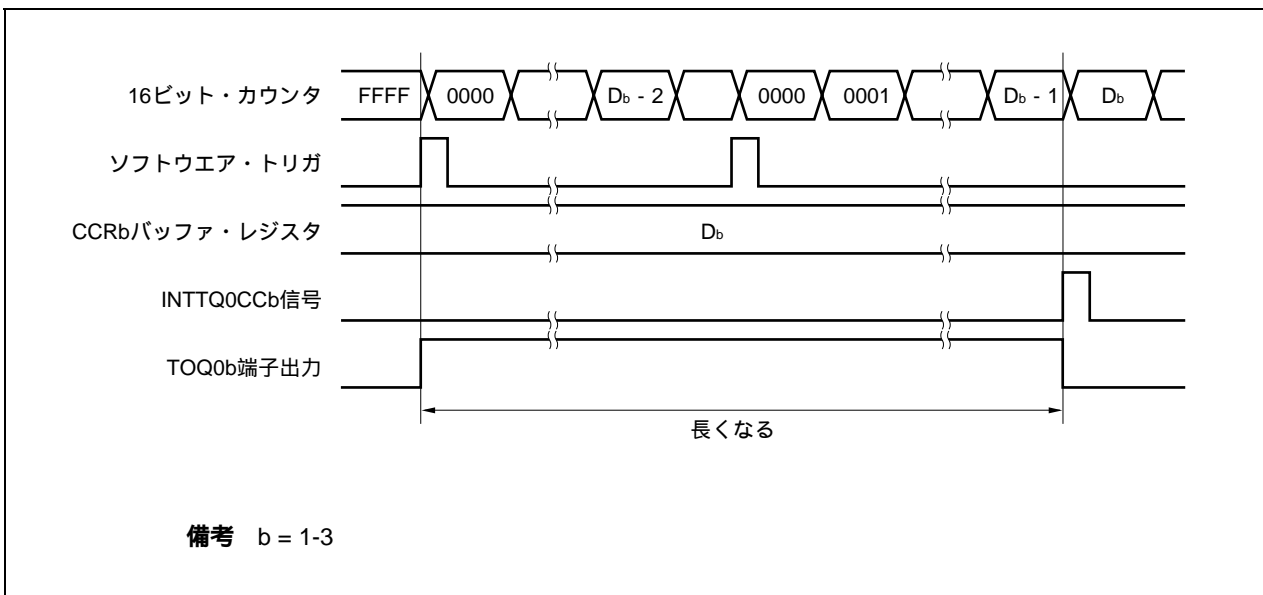 16ビット・カウンタ FFFF 0000 Db - 2 0000 0001 Db - 1 Db
ソフトウエア・トリガ
CCRbバッファ・レジスタ Db
INTTQ0CCb信号
TOQ0b端子出力
長くなる
備考 b = 1-3